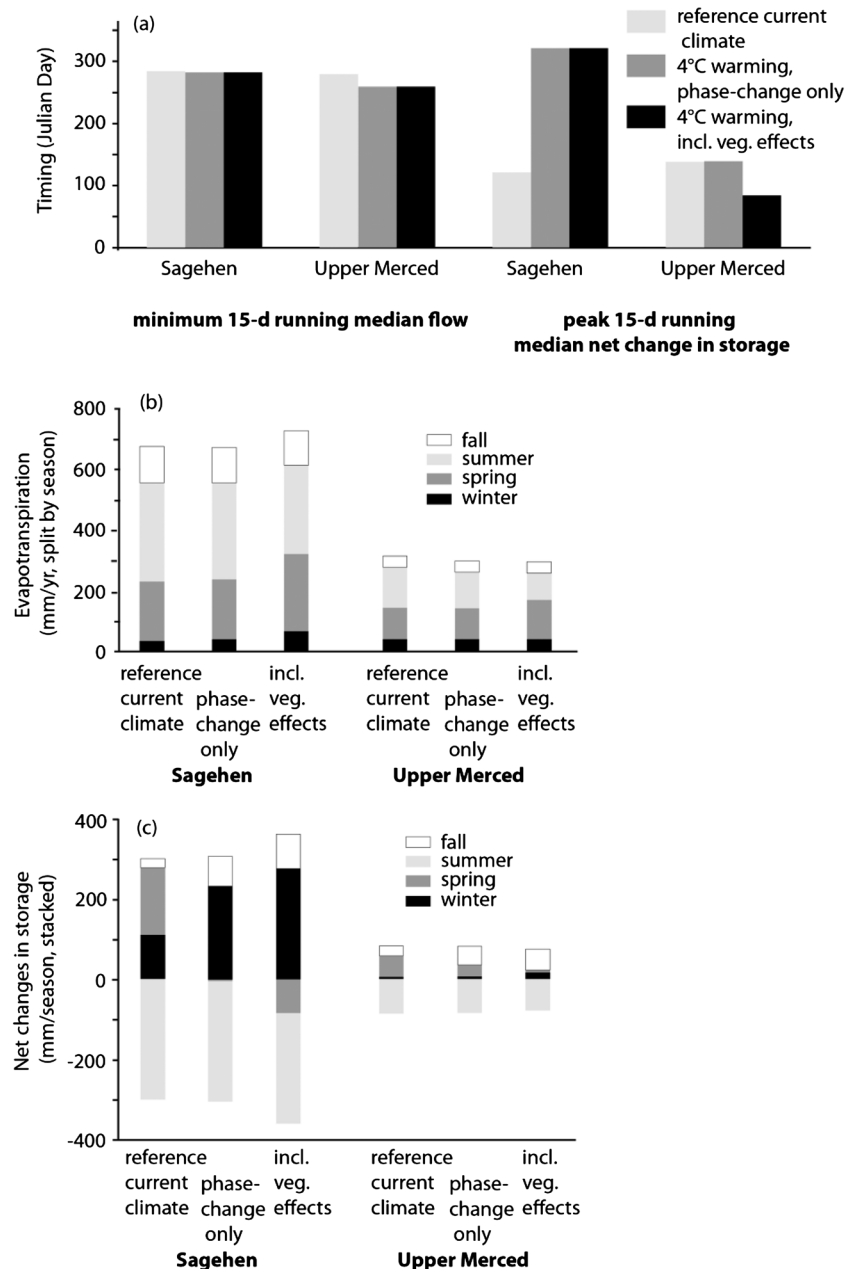 (a)
reference current
climate
4°C warming,
phase-change only
4°C warming,
incl. veg. effects
Timing (Julian Day)
300
200
100
0
Sagehen
Upper Merced
Sagehen
Upper Merced
minimum 15-d running median flow
peak 15-d running
median net change in storage
(b)
Evapotranspiration
(mm/yr, split by season)
800
600
400
200
0
fall
summer
spring
winter
reference
current
climate
phase-
change
only
incl.
veg.
effects
reference
current
climate
phase-
change
only
incl.
veg.
effects
Sagehen
Upper Merced
(c)
Net changes in storage
(mm/season, stacked)
400
200
0
-200
-400
fall
summer
spring
winter
reference
current
climate
phase-
change
only
incl.
veg.
effects
reference
current
climate
phase-
change
only
incl.
veg.
effects
Sagehen
Upper Merced